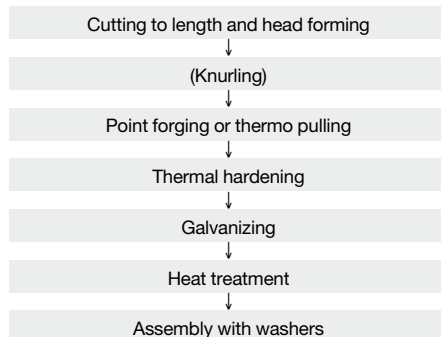 Cutting to length and head forming
(Knurling)
Point forging or thermo pulling
Thermal hardening
Galvanizing
Heat treatment
Assembly with washers